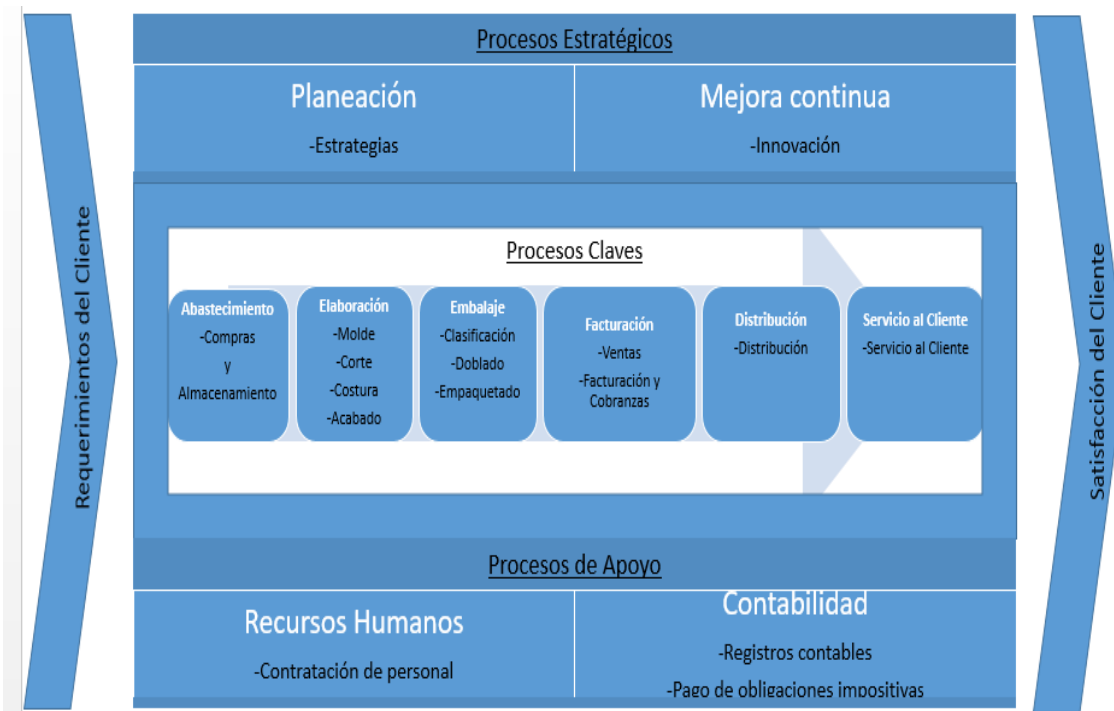 Requerimientos del Cliente
Procesos Estratégicos
Planeación
-Estrategias
Mejora continua
-Innovación
Procesos Claves
Abastecimiento
-Compras
y
Almacenamiento
Elaboración
-Molde
-Corte
-Costura
-Acabado
Embalaje
-Clasificación
-Doblado
-Empaquetado
Facturación
-Ventas
-Facturación y
Cobranzas
Distribución
-Distribución
Servicio al Cliente
-Servicio al Cliente
Procesos de Apoyo
Recursos Humanos
-Contratación de personal
Contabilidad
-Registros contables
-Pago de obligaciones impositivas
Satisfacción del Cliente